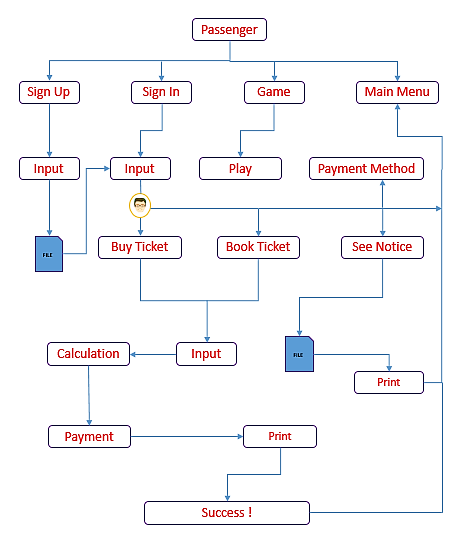 Passenger
Sign Up
Sign In
Game
Main Menu
Input
Input
Play
Payment Method
FILE
Buy Ticket
Book Ticket
See Notice
Calculation
Input
FILE
Print
Payment
Print
Success !